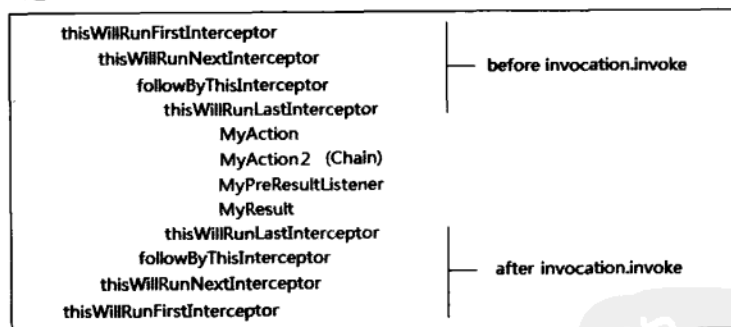 thisWillRunFirstInterceptor
thisWillRunNextInterceptor
followByThisInterceptor
thisWillRunLastInterceptor
before invocation.invoke
MyAction
MyAction2 (Chain)
MyPreResultListener
MyResult
thisWillRunLastInterceptor
followByThisInterceptor
thisWillRunNextInterceptor
thisWillRunFirstInterceptor
after invocation.invoke